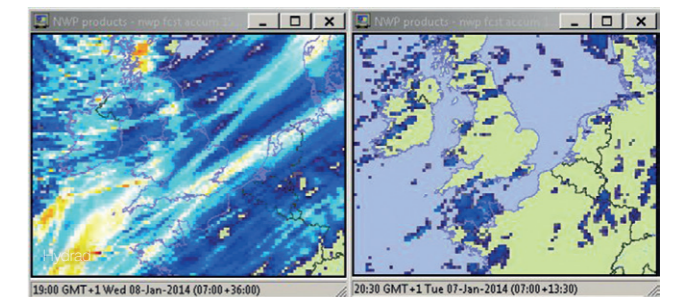 NWP products - nwp fcst accum
NWP products - nwp fcst accum
Hydrad
19:00 GMT+1 Wed 08-Jan-2014 (07:00+36:00)
20:30 GMT+1 Tue 07-Jan-2014 (07:00+13:30)